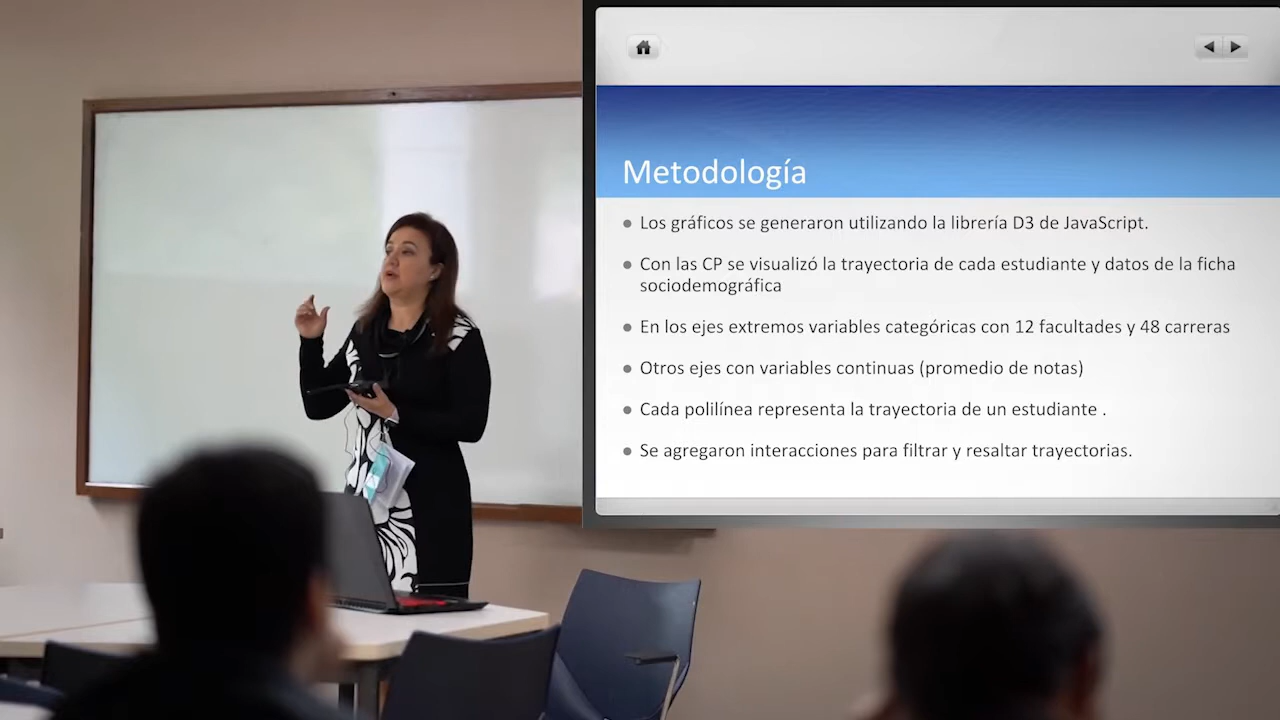 Metodología
Los gráficos se generaron utilizando la librería D3 de JavaScript.
Con las CP se visualizó la trayectoria de cada estudiante y datos de la ficha
sociodemográfica
En los ejes extremos variables categóricas con 12 facultades y 48 carreras
Otros ejes con variables continuas (promedio de notas)
Cada polilínea representa la trayectoria de un estudiante .
Se agregaron interacciones para filtrar y resaltar trayectorias.